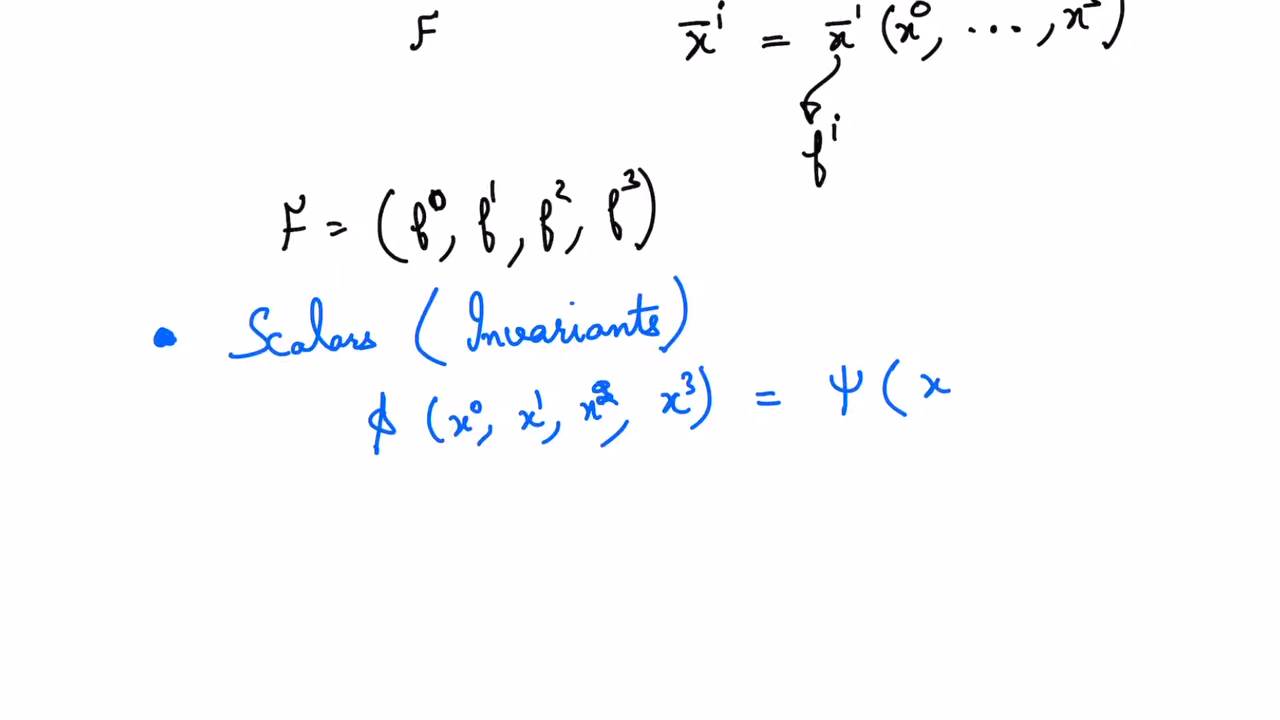 F x̄ⁱ = x̄ⁱ (x⁰, ... , x³)
fⁱ
F = (f⁰, f¹, f², f³)
• Scalars (Invariants)
ϕ (x⁰, x¹, x², x³) = Ψ (x